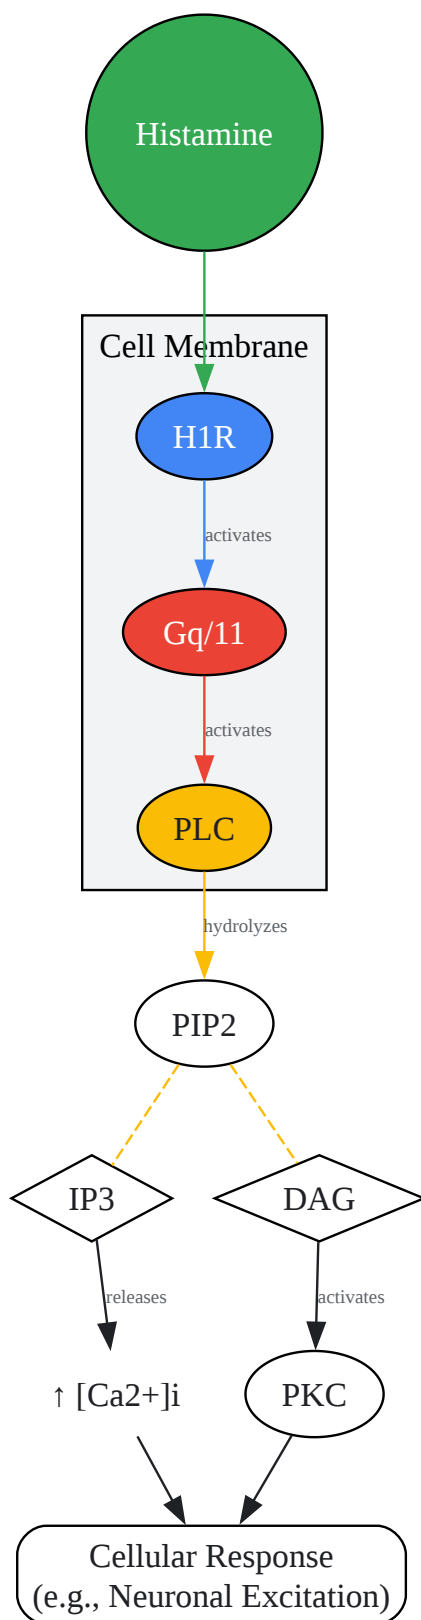 Histamine
Cell Membrane
H1R
activates
Gq/11
activates
PLC
hydrolyzes
PIP2
IP3
DAG
releases
activates
↑ [Ca2+]i
PKC
Cellular Response
(e.g., Neuronal Excitation)